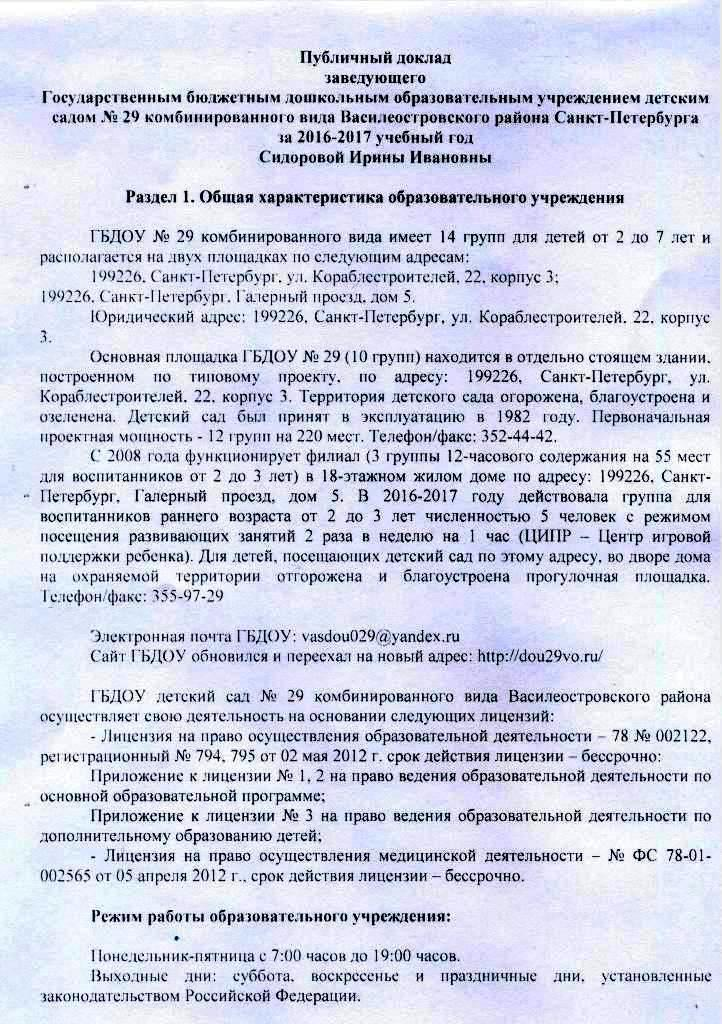 Публичный доклад
заведующего
Государственным бюджетным дошкольным образовательным учреждением детским
садом № 29 комбинированного вида Василеостровского района Санкт-Петербурга
за 2016-2017 учебный год
Сидоровой Ирины Ивановны
Раздел 1. Общая характеристика образовательного учреждения
ГБДОУ № 29 комбинированного вида имеет 14 групп для детей от 2 до 7 лет и
располагается на двух площадках по следующим адресам:
199226, Санкт-Петербург, ул. Кораблестроителей, 22, корпус 3;
199226, Санкт-Петербург, Галерный проезд, дом 5.
Юридический адрес: 199226, Санкт-Петербург, ул. Кораблестроителей, 22, корпус
3.
Основная площадка ГБДОУ № 29 (10 групп) находится в отдельно стоящем здании,
построенном по типовому проекту, по адресу: 199226, Санкт-Петербург, ул.
Кораблестроителей, 22, корпус 3. Территория детского сада огорожена, благоустроена и
озеленена. Детский сад был принят в эксплуатацию в 1982 году. Первоначальная
проектная мощность - 12 групп на 220 мест. Телефон/факс: 352-44-42.
С 2008 года функционирует филиал (3 группы 12-часового содержания на 55 мест
для воспитанников от 2 до 3 лет) в 18-этажном жилом доме по адресу: 199226, Санкт-
Петербург, Галерный проезд, дом 5. В 2016-2017 году действовала группа для
воспитанников раннего возраста от 2 до 3 лет численностью 5 человек с режимом
посещения развивающих занятий 2 раза в неделю на 1 час (ЦИПР – Центр игровой
поддержки ребенка). Для детей, посещающих детский сад по этому адресу, во дворе дома
на охраняемой территории отгорожена и благоустроена прогулочная площадка.
Телефон/факс: 355-97-29
Электронная почта ГБДОУ: vasdou029@yandex.ru
Сайт ГБДОУ обновился и переехал на новый адрес: http://dou29vo.ru/
ГБДОУ детский сад № 29 комбинированного вида Василеостровского района
осуществляет свою деятельность на основании следующих лицензий:
- Лицензия на право осуществления образовательной деятельности – 78 № 002122,
регистрационный № 794, 795 от 02 мая 2012 г. срок действия лицензии – бессрочно:
Приложение к лицензии № 1, 2 на право ведения образовательной деятельности по
основной образовательной программе;
Приложение к лицензии № 3 на право ведения образовательной деятельности по
дополнительному образованию детей;
- Лицензия на право осуществления медицинской деятельности – № ФС 78-01-
002565 от 05 апреля 2012 г., срок действия лицензии – бессрочно.
Режим работы образовательного учреждения:
Понедельник-пятница с 7:00 часов до 19:00 часов.
Выходные дни: суббота, воскресенье и праздничные дни, установленные
законодательством Российской Федерации.